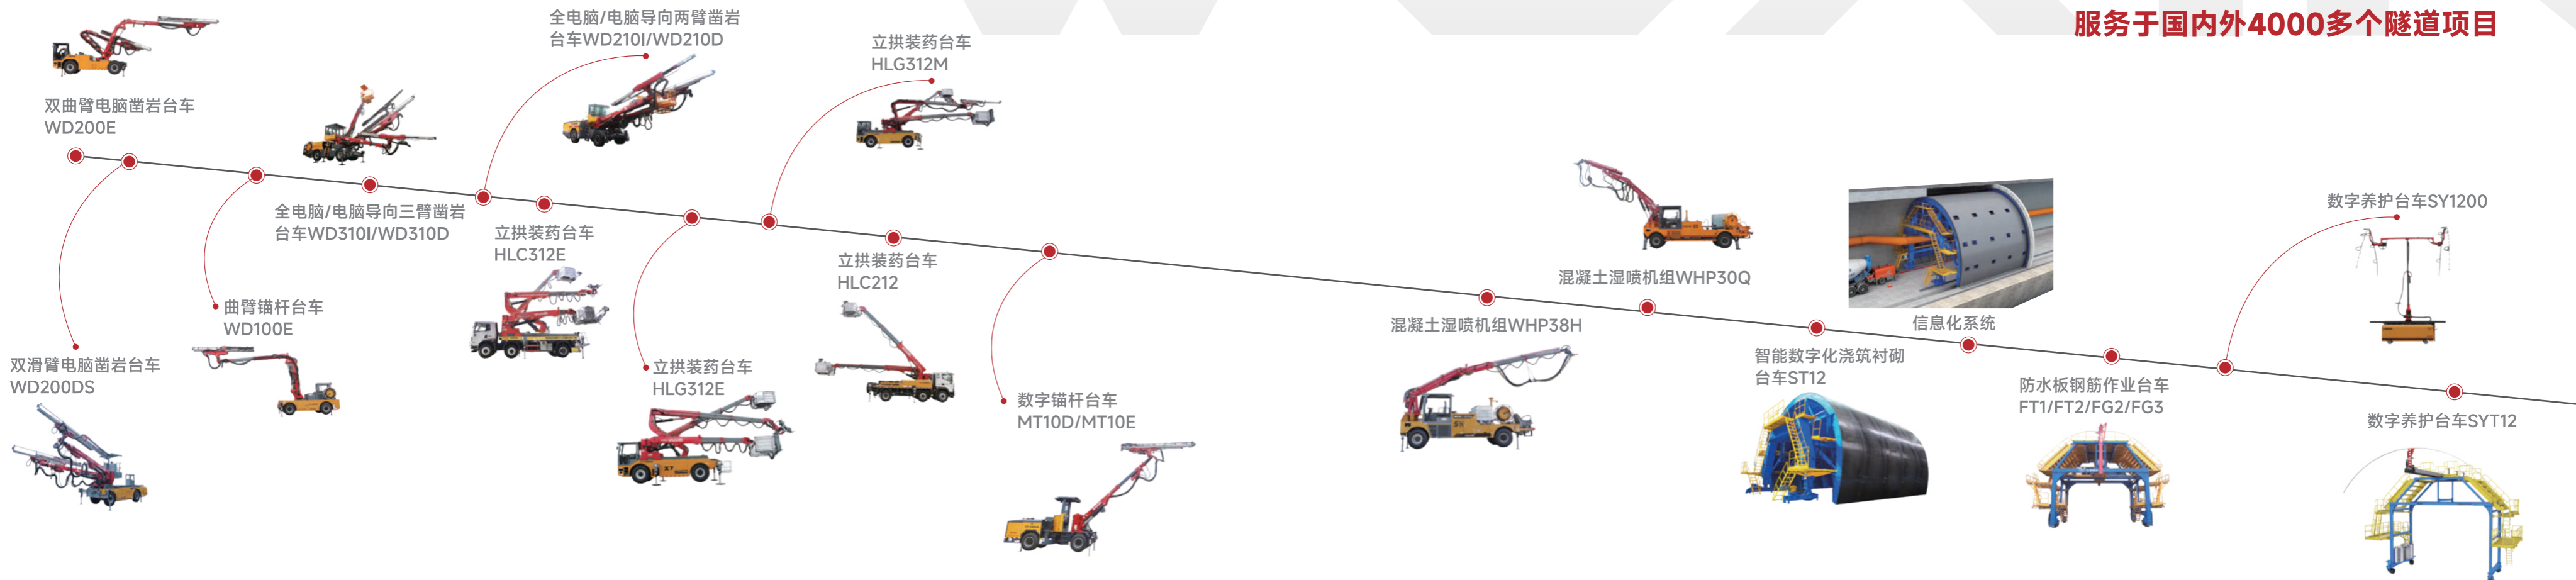 服务于国内外4000多个隧道项目
双曲臂电脑凿岩台车
WD200E
双滑臂电脑凿岩台车
WD200DS
曲臂锚杆台车
WD100E
全电脑/电脑导向三臂凿岩
台车WD310I/WD310D
全电脑/电脑导向两臂凿岩
台车WD210I/WD210D
立拱装药台车
HLC312E
立拱装药台车
HLG312E
立拱装药台车
HLG312M
立拱装药台车
HLC212
数字锚杆台车
MT10D/MT10E
混凝土湿喷机组WHP38H
混凝土湿喷机组WHP30Q
智能数字化浇筑衬砌
台车ST12
信息化系统
防水板钢筋作业台车
FT1/FT2/FG2/FG3
数字养护台车SY1200
数字养护台车SYT12